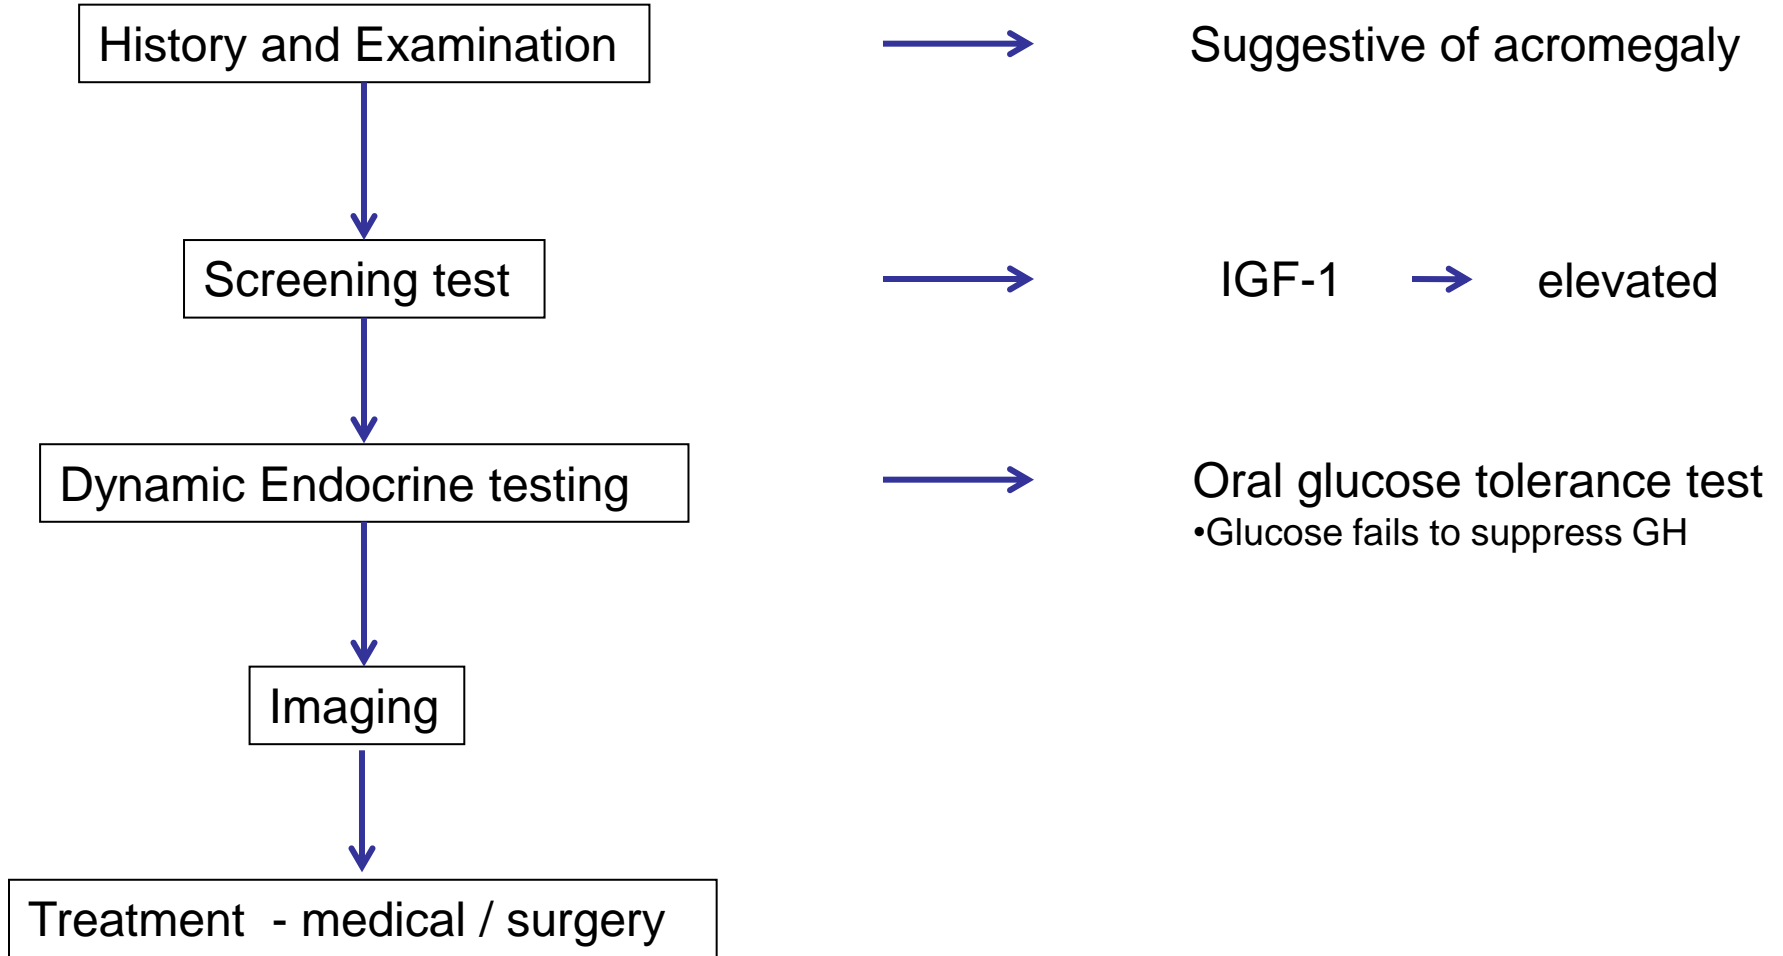 History and Examination
Suggestive of acromegaly
Screening test
IGF-1
elevated
Dynamic Endocrine testing
Oral glucose tolerance test
•Glucose fails to suppress GH
Imaging
Treatment - medical / surgery